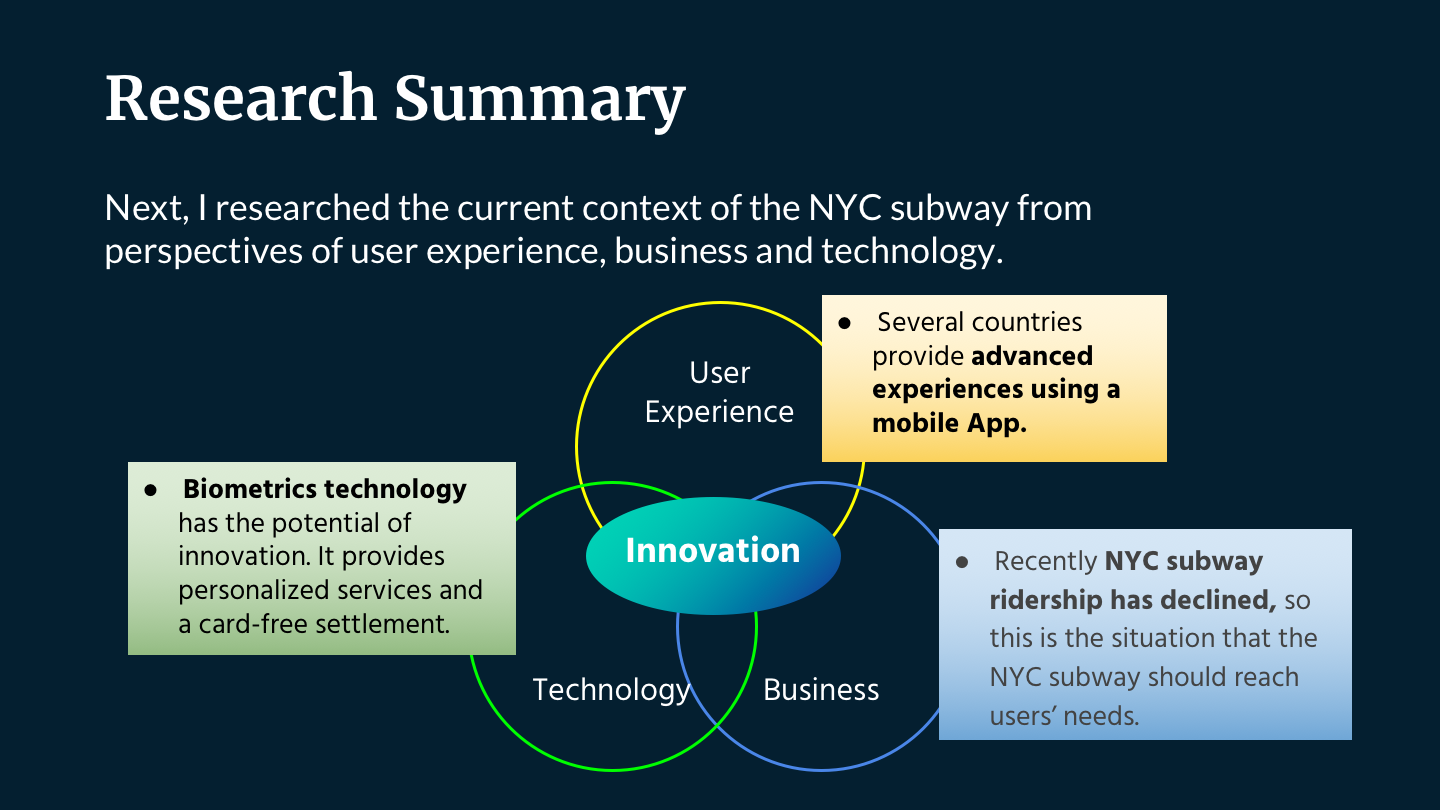 Research Summary
Next, I researched the current context of the NYC subway from
perspectives of user experience, business and technology.
User
Experience
● Several countries
provide advanced
experiences using a
mobile App.
● Biometrics technology
has the potential of
innovation. It provides
personalized services and
a card-free settlement.
Innovation
● Recently NYC subway
ridership has declined, so
this is the situation that the
NYC subway should reach
users’ needs.
Technology
Business